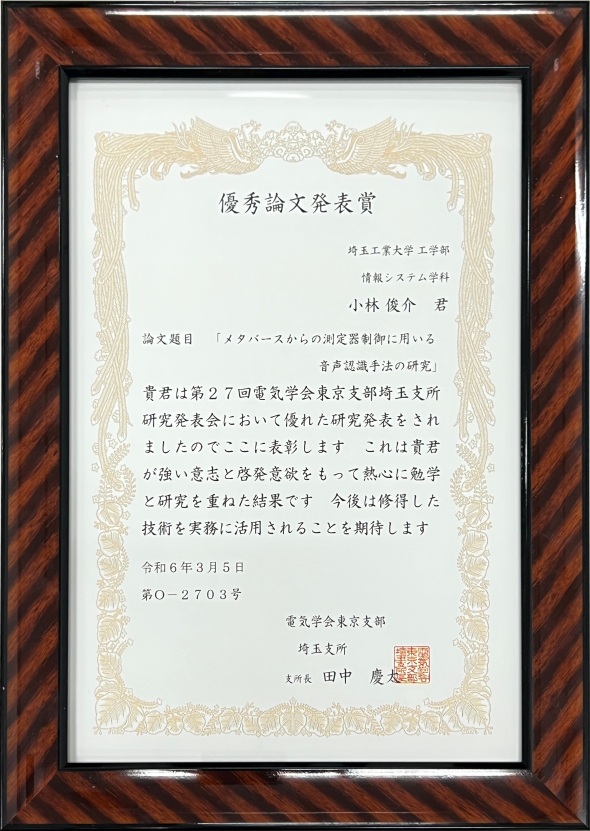 優秀論文発表賞
埼玉工業大学 工学部
情報システム学科
小林 俊介　君
論文題目　「メタバースからの測定器制御に用いる
音声認識手法の研究」
貴君は第２７回電気学会東京支部埼玉支所
研究発表会において優れた研究発表をされ
ましたのでここに表彰します　これは貴君
が強い意志と啓発意欲をもって熱心に勉学
と研究を重ねた結果です　今後は修得した
技術を実務に活用されることを期待します
令和６年３月５日
第Ｏ－２７０３号
電気学会東京支部
埼玉支所
支所長　田中　慶太